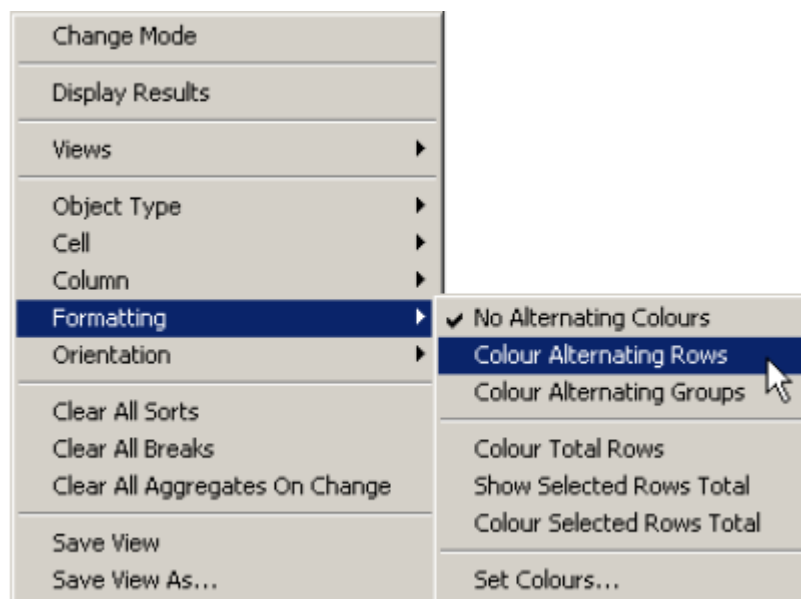 Change Mode
Display Results
Views
Object Type
Cell
Column
Formatting
Orientation
Clear All Sorts
Clear All Breaks
Clear All Aggregates On Change
Save View
Save View As...
No Alternating Colours
Colour Alternating Rows
Colour Alternating Groups
Colour Total Rows
Show Selected Rows Total
Colour Selected Rows Total
Set Colours...